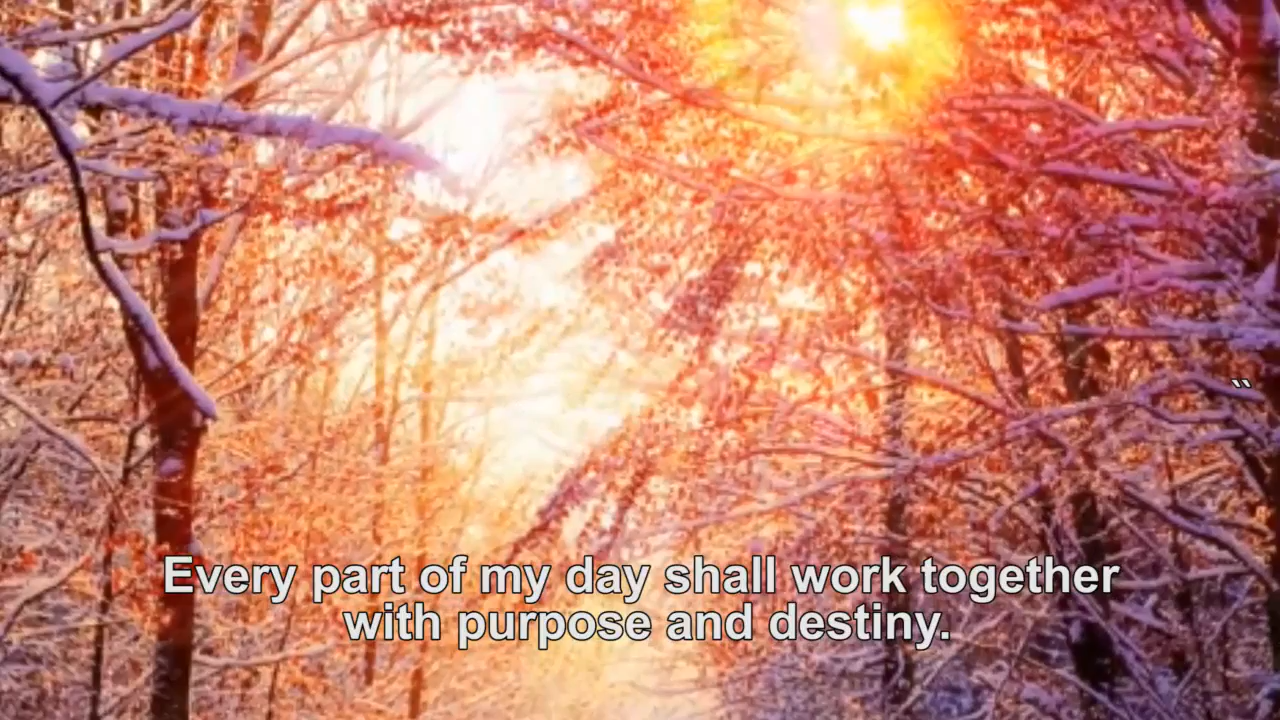 “
Every part of my day shall work together
with purpose and destiny.